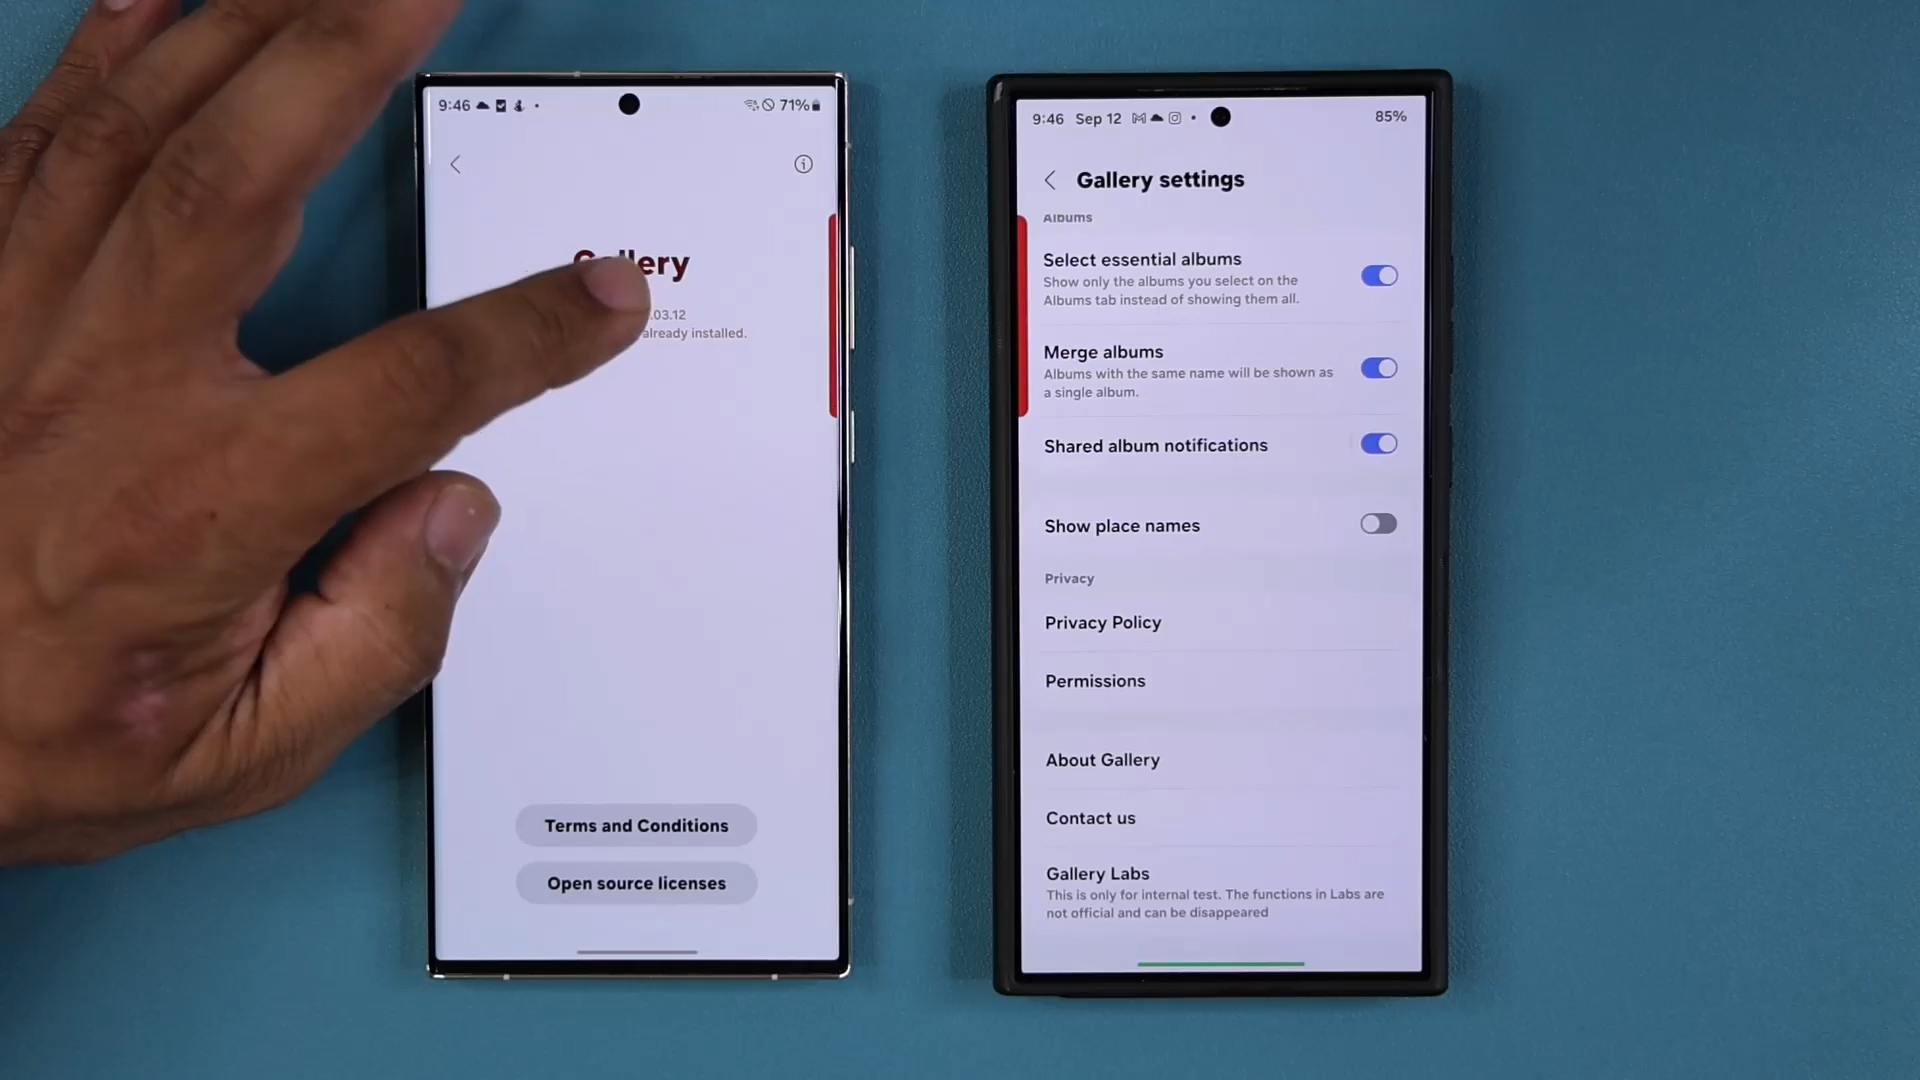 9:46
71%
.03.12
already installed.
Terms and Conditions
Open source licenses
9:46 Sep 12
85%
Gallery settings
Albums
Select essential albums
Show only the albums you select on the
Albums tab instead of showing them all.
Merge albums
Albums with the same name will be shown as
a single album.
Shared album notifications
Show place names
Privacy
Privacy Policy
Permissions
About Gallery
Contact us
Gallery Labs
This is only for internal test. The functions in Labs are
not official and can be disappeared